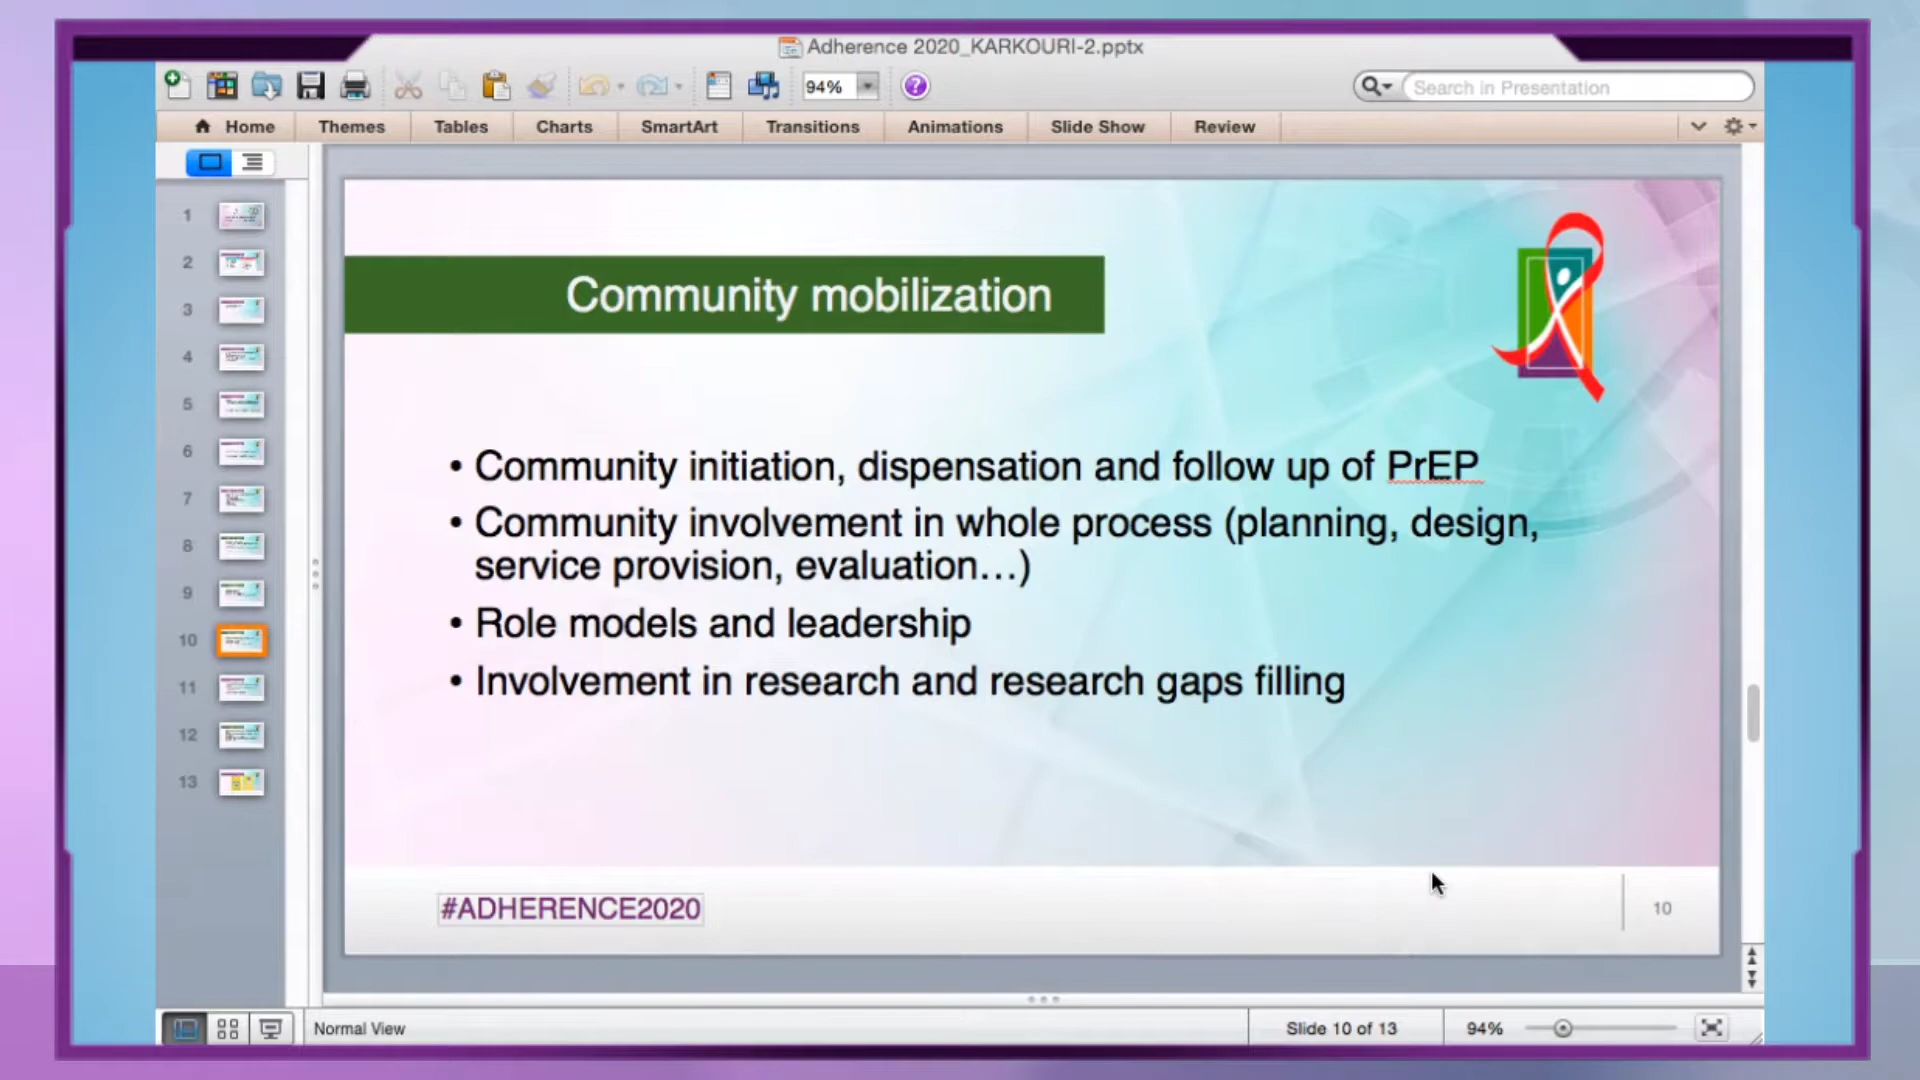 Adherence 2020_KARKOURI-2.pptx
94%
Search in Presentation
Home Themes Tables Charts SmartArt Transitions Animations Slide Show Review
1
2
3
4
5
6
7
8
9
10
11
12
13
Community mobilization
• Community initiation, dispensation and follow up of PrEP
• Community involvement in whole process (planning, design,
service provision, evaluation…)
• Role models and leadership
• Involvement in research and research gaps filling
#ADHERENCE2020
10
Normal View
Slide 10 of 13
94%